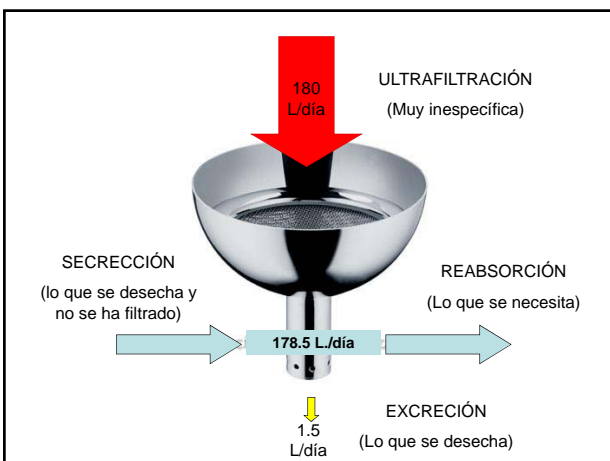 180
L/día
ULTRAFILTRACIÓN
(Muy inespecífica)
SECRECCIÓN
(lo que se desecha y
no se ha filtrado)
REABSORCIÓN
(Lo que se necesita)
178.5 L./día
1.5
L/día
EXCRECIÓN
(Lo que se desecha)